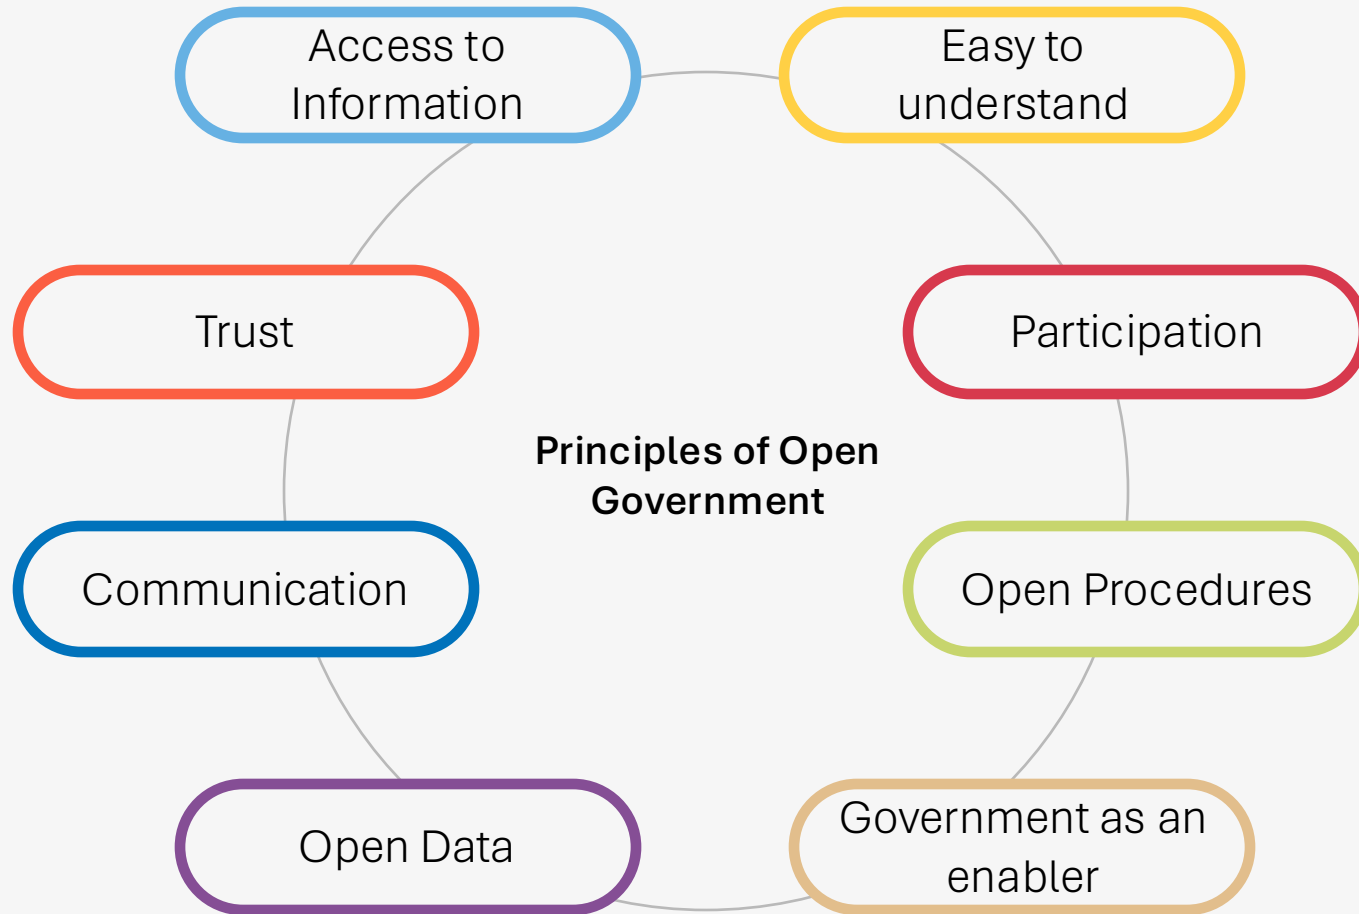 Access to
Information
Easy to
understand
Trust
Participation
Principles of Open
Government
Communication
Open Procedures
Open Data
Government as an
enabler